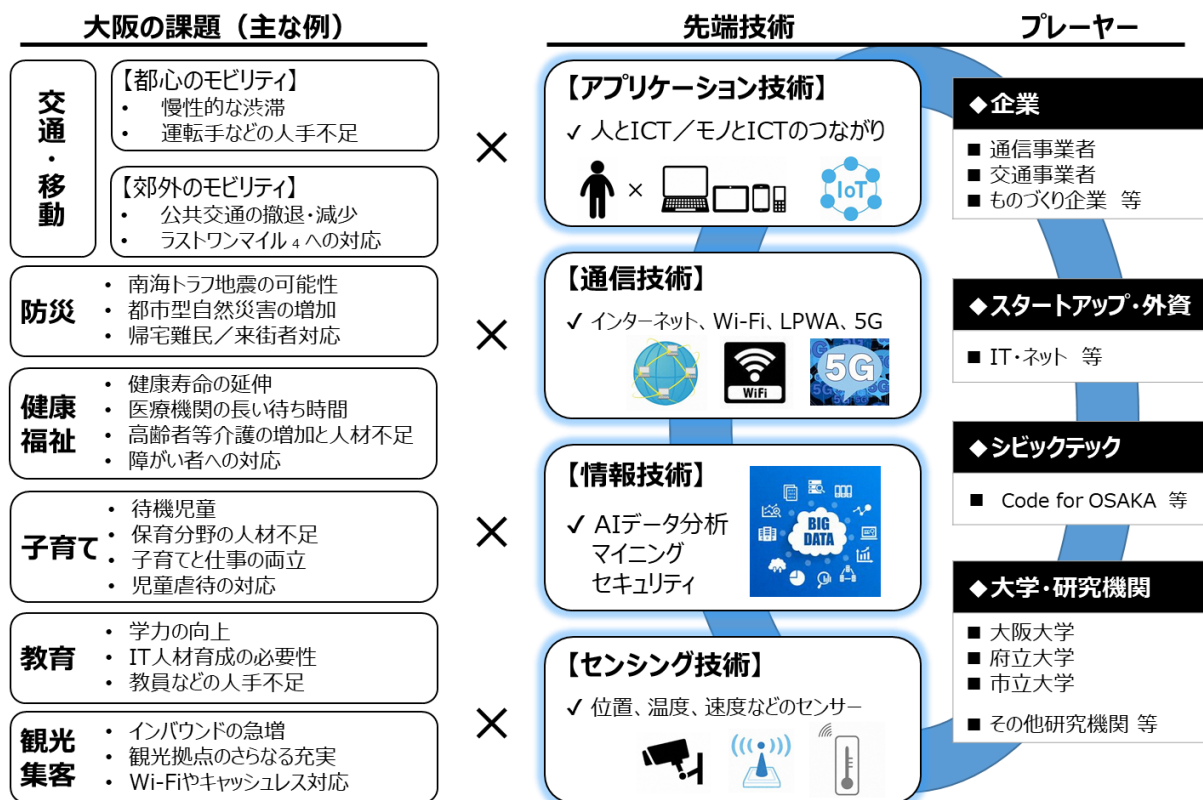 大阪の課題（主な例）
先端技術
プレーヤー
交通・移動
【都心のモビリティ】
• 慢性的な渋滞
• 運転手などの人手不足
【郊外のモビリティ】
• 公共交通の撤退・減少
• ラストワンマイル 4 への対応
防災
• 南海トラフ地震の可能性
• 都市型自然災害の増加
• 帰宅難民／来街者対応
健康
福祉
• 健康寿命の延伸
• 医療機関の長い待ち時間
• 高齢者等介護の増加と人材不足
• 障がい者への対応
子育て
• 待機児童
• 保育分野の人材不足
• 子育てと仕事の両立
• 児童虐待の対応
教育
• 学力の向上
• IT人材育成の必要性
• 教員などの人手不足
観光
集客
• インバウンドの急増
• 観光拠点のさらなる充実
• Wi-Fiやキャッシュレス対応
×
×
×
×
【アプリケーション技術】
✓ 人とICT／モノとICTのつながり
×
IoT
【通信技術】
✓ インターネット、Wi-Fi、LPWA、5G
WiFi
5G
【情報技術】
✓ AIデータ分析
マイニング
セキュリティ
BIG
DATA
【センシング技術】
✓ 位置、温度、速度などのセンサー
◆企業
■ 通信事業者
■ 交通事業者
■ ものづくり企業 等
◆スタートアップ・外資
■ IT・ネット 等
◆シビックテック
■ Code for OSAKA 等
◆大学・研究機関
■ 大阪大学
■ 府立大学
■ 市立大学
■ その他研究機関 等